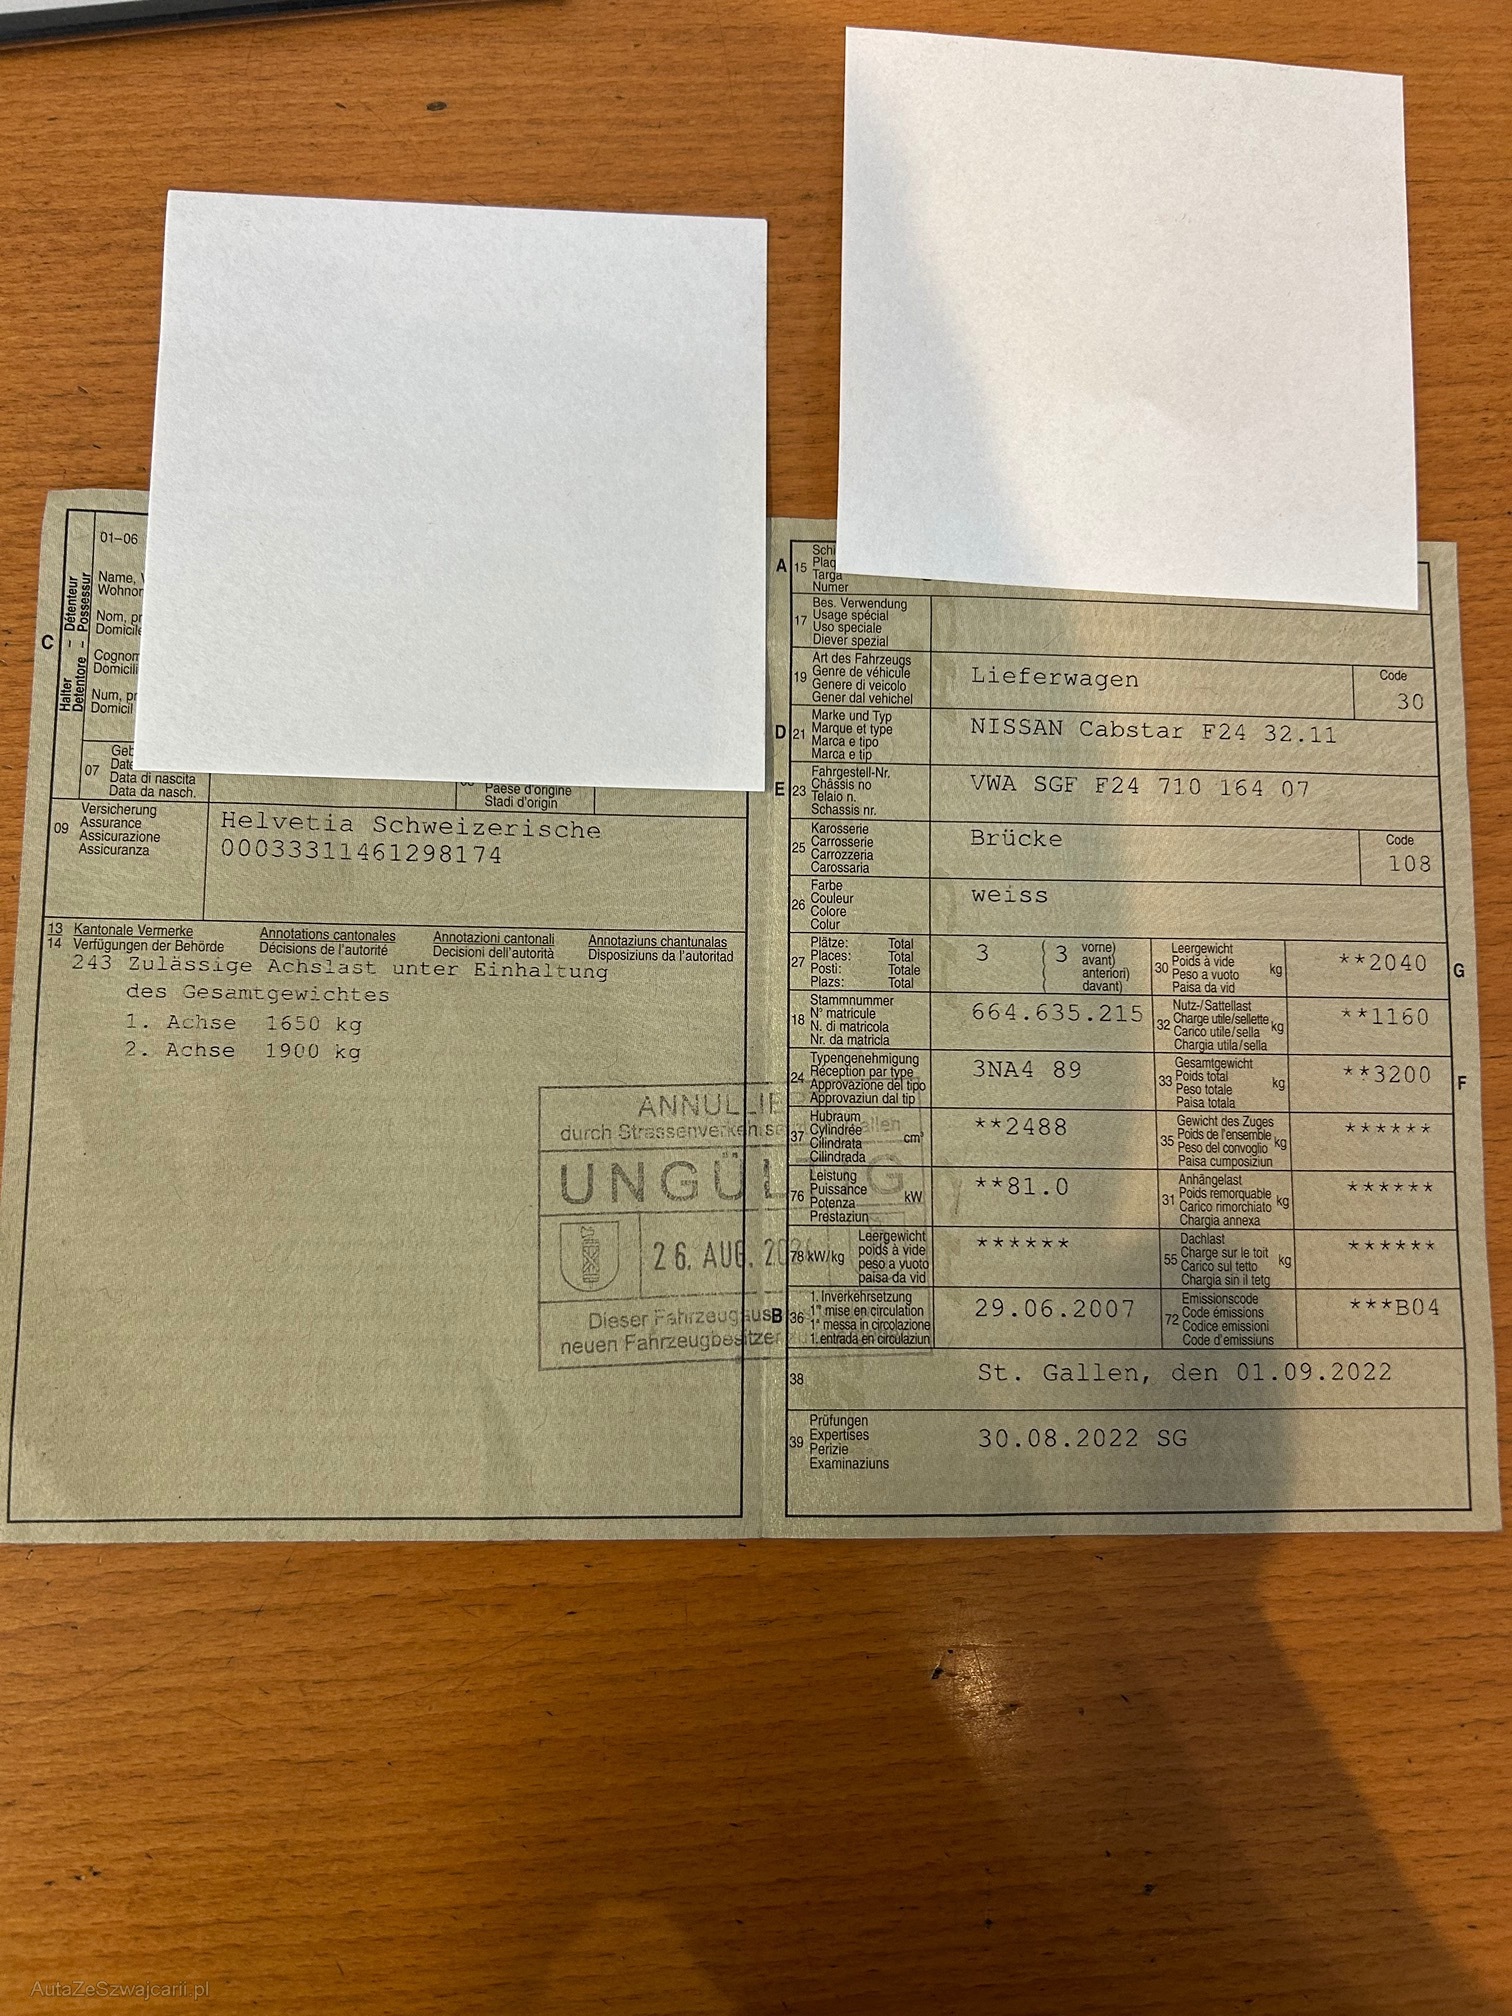 01–06
Halter – Détenteur
Detentore – Possessur
C
Name,
Nom,
Domicile
Num,
Domicil
07
Data di nascita
Data da nasch.
Paese d'origine
Stadi d'origin
09
Versicherung
Assurance
Assicurazione
Assicuranza
Helvetia Schweizerische
00033311461298174
13 Kantonale Vermerke Annotations cantonales Annotazioni cantonali Annotaziuns chantunalas
14 Verfügungen der Behörde Décisions de l'autorité Decisioni dell'autorità Disposiziuns da l'autoritad
243 Zulässige Achslast unter Einhaltung
des Gesamtgewichtes
1. Achse 1650 kg
2. Achse 1900 kg
durch
UNGÜLTIG
26. AUG.
Dieser
neuen Fahrzeugbesitzer
A
15
Targa
Numer
17
Bes. Verwendung
Usage spécial
Uso speciale
Diever spezial
19
Art des Fahrzeugs
Genre de véhicule
Genere di veicolo
Gener dal vehichel
Lieferwagen
Code
30
D
21
Marke und Typ
Marque et type
Marca e tipo
Marca e tip
NISSAN Cabstar F24 32.11
E
23
Fahrgestell-Nr.
Châssis no
Telaio n.
Schassis nr.
VWA SGF F24 710 164 07
25
Karosserie
Carrosserie
Carrozzeria
Carossaria
Brücke
Code
108
26
Farbe
Couleur
Colore
Colur
weiss
27
Plätze: Total
Places: Total
Posti: Totale
Plazs: Total
3 ( 3
vorne)
avant)
anteriori)
davant)
30
Leergewicht
Poids à vide
Peso a vuoto
Paisa da vid
kg
**2040
G
18
Stammnummer
N° matricule
N. di matricola
Nr. da matricla
664.635.215
32
Nutz-/Sattellast
Charge utile/sellette
Carico utile/sella
Chargia utila/sella
kg
**1160
24
Typengenehmigung
Réception par type
Approvazione del tipo
Approvaziun dal tip
3NA4 89
33
Gesamtgewicht
Poids total
Peso totale
Paisa totala
kg
**3200
F
37
Hubraum
Cylindrée
Cilindrata
Cilindrada
cm³
**2488
35
Gewicht des Zuges
Poids de l'ensemble
Peso del convoglio
Paisa cumposiziun
kg
******
76
Leistung
Puissance
Potenza
Prestaziun
kW
**81.0
31
Anhängelast
Poids remorquable
Carico rimorchiato
Chargia annexa
kg
******
78 kW/kg
Leergewicht
poids à vide
peso a vuoto
paisa da vid
******
55
Dachlast
Charge sur le toit
Carico sul tetto
Chargia sin il tetg
kg
******
B
36
1. Inverkehrsetzung
1re mise en circulation
1a messa in circolazione
1. entrada en circulaziun
29.06.2007
72
Emissionscode
Code émissions
Codice emissioni
Code d'emissiuns
***B04
38
St. Gallen, den 01.09.2022
39
Prüfungen
Expertises
Perizie
Examinaziuns
30.08.2022 SG
AutaZeSzwajcarii.pl